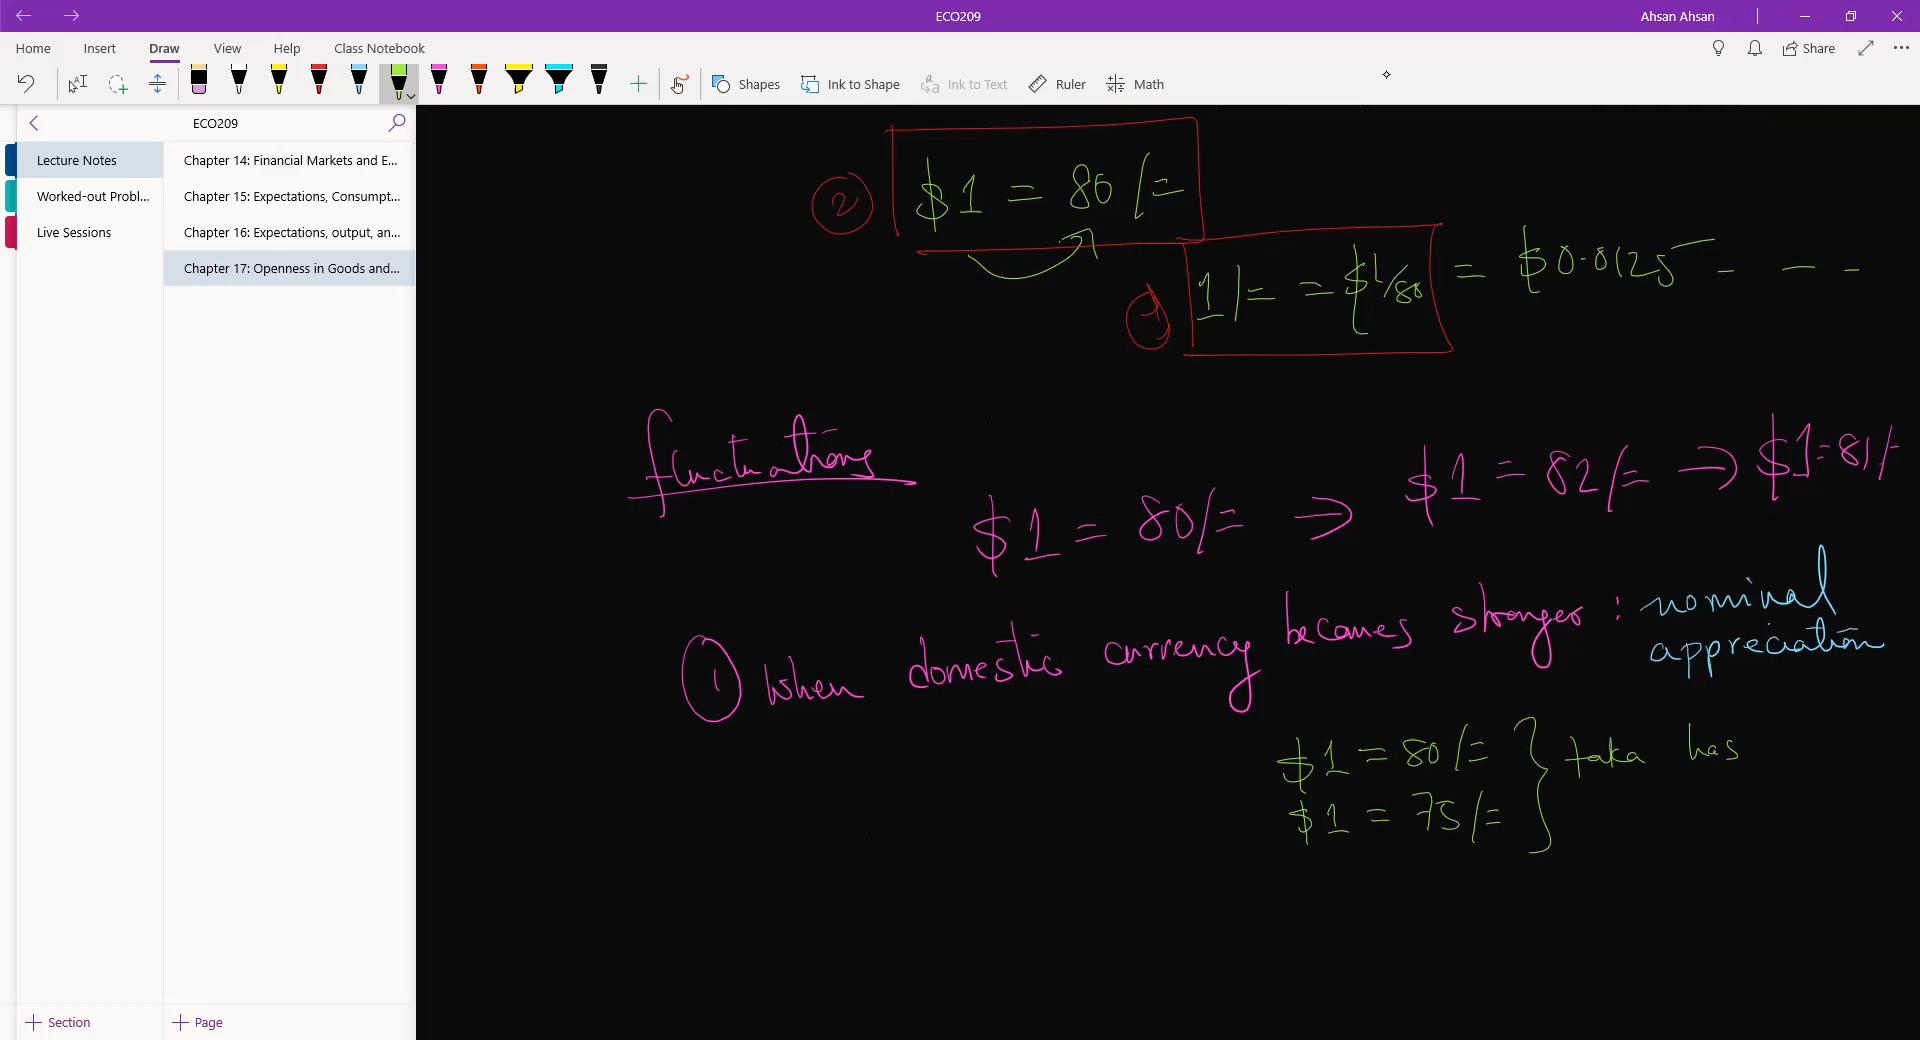 ECO209
Ahsan Ahsan
Home Insert Draw View Help Class Notebook
Share
Shapes Ink to Shape Ink to Text Ruler Math
ECO209
Lecture Notes
Worked-out Probl...
Live Sessions
Chapter 14: Financial Markets and E...
Chapter 15: Expectations, Consumpt...
Chapter 16: Expectations, output, an...
Chapter 17: Openness in Goods and...
Section
Page
② $1 = 80/=
① 1/= = $1/80 = $0.0125 - - -
fluctuations
$1 = 80/= → $1 = 82/= → $1=81/=
① When domestic currency becomes stronger : nominal
appreciation
$1 = 80/= } taka has
$1 = 75/=